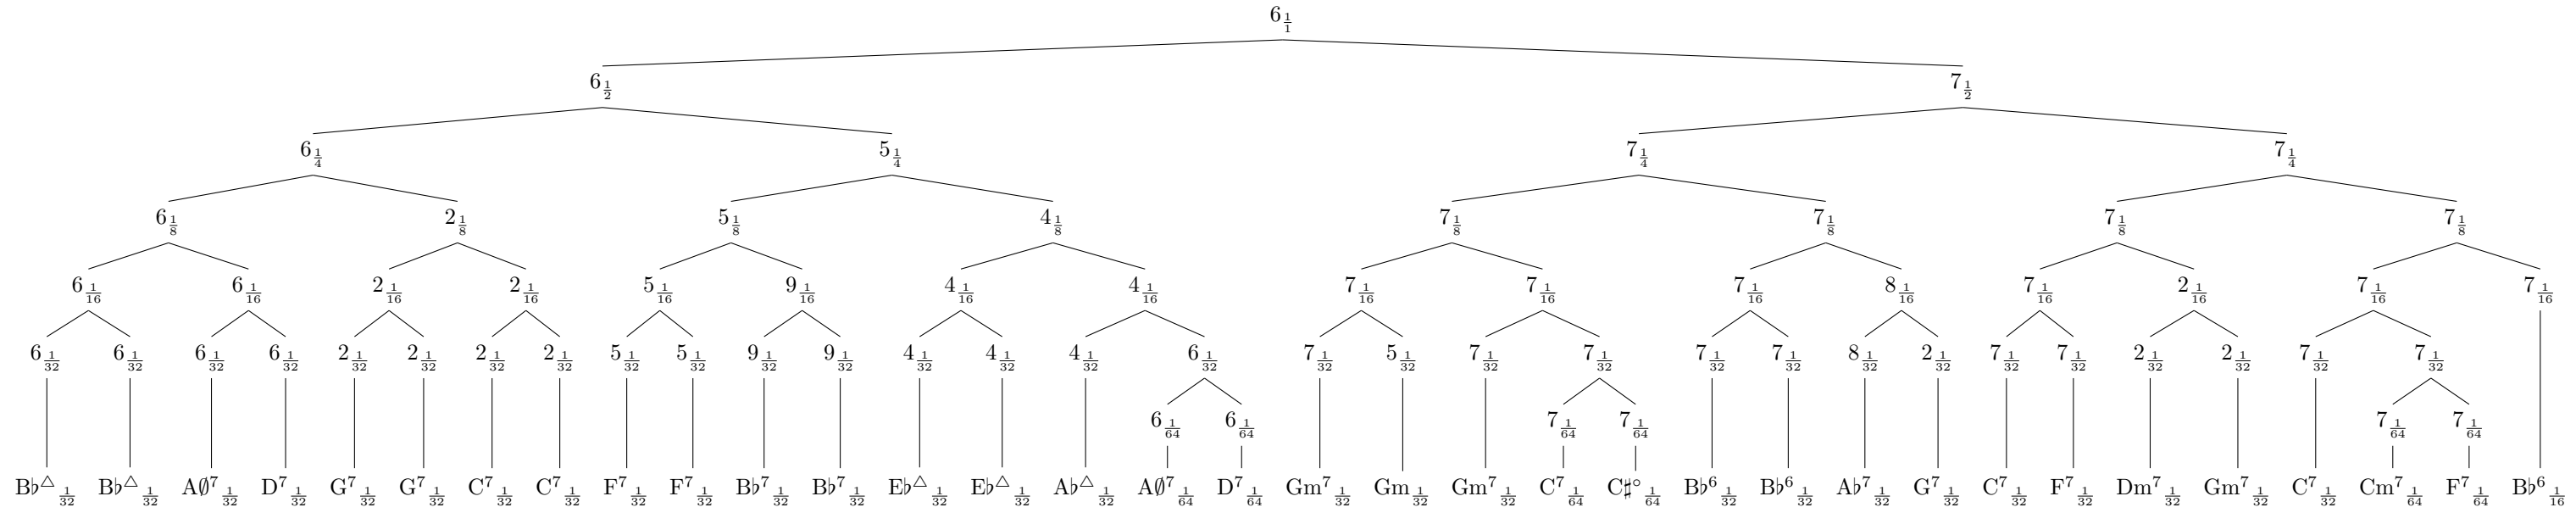 6 1/1
6 1/2 7 1/2
6 1/4 5 1/4 7 1/4 7 1/4
6 1/8 2 1/8 5 1/8 4 1/8 7 1/8 7 1/8 7 1/8 7 1/8
6 1/16 6 1/16 2 1/16 2 1/16 5 1/16 9 1/16 4 1/16 4 1/16 7 1/16 7 1/16 7 1/16 8 1/16 7 1/16 2 1/16 7 1/16 7 1/16
6 1/32 6 1/32 6 1/32 6 1/32 2 1/32 2 1/32 2 1/32 2 1/32 5 1/32 5 1/32 9 1/32 9 1/32 4 1/32 4 1/32 4 1/32 6 1/32 7 1/32 5 1/32 7 1/32 7 1/32 7 1/32 7 1/32 8 1/32 2 1/32 7 1/32 7 1/32 2 1/32 2 1/32 7 1/32 7 1/32
6 1/64 6 1/64 7 1/64 7 1/64 7 1/64 7 1/64
B♭△ 1/32 B♭△ 1/32 A∅7 1/32 D7 1/32 G7 1/32 G7 1/32 C7 1/32 C7 1/32 F7 1/32 F7 1/32 B♭7 1/32 B♭7 1/32 E♭△ 1/32 E♭△ 1/32 A♭△ 1/32 A∅7 1/64 D7 1/64 Gm7 1/32 Gm 1/32 Gm7 1/32 C7 1/64 C♯° 1/64 B♭6 1/32 B♭6 1/32 A♭7 1/32 G7 1/32 C7 1/32 F7 1/32 Dm7 1/32 Gm7 1/32 C7 1/32 Cm7 1/64 F7 1/64 B♭6 1/16